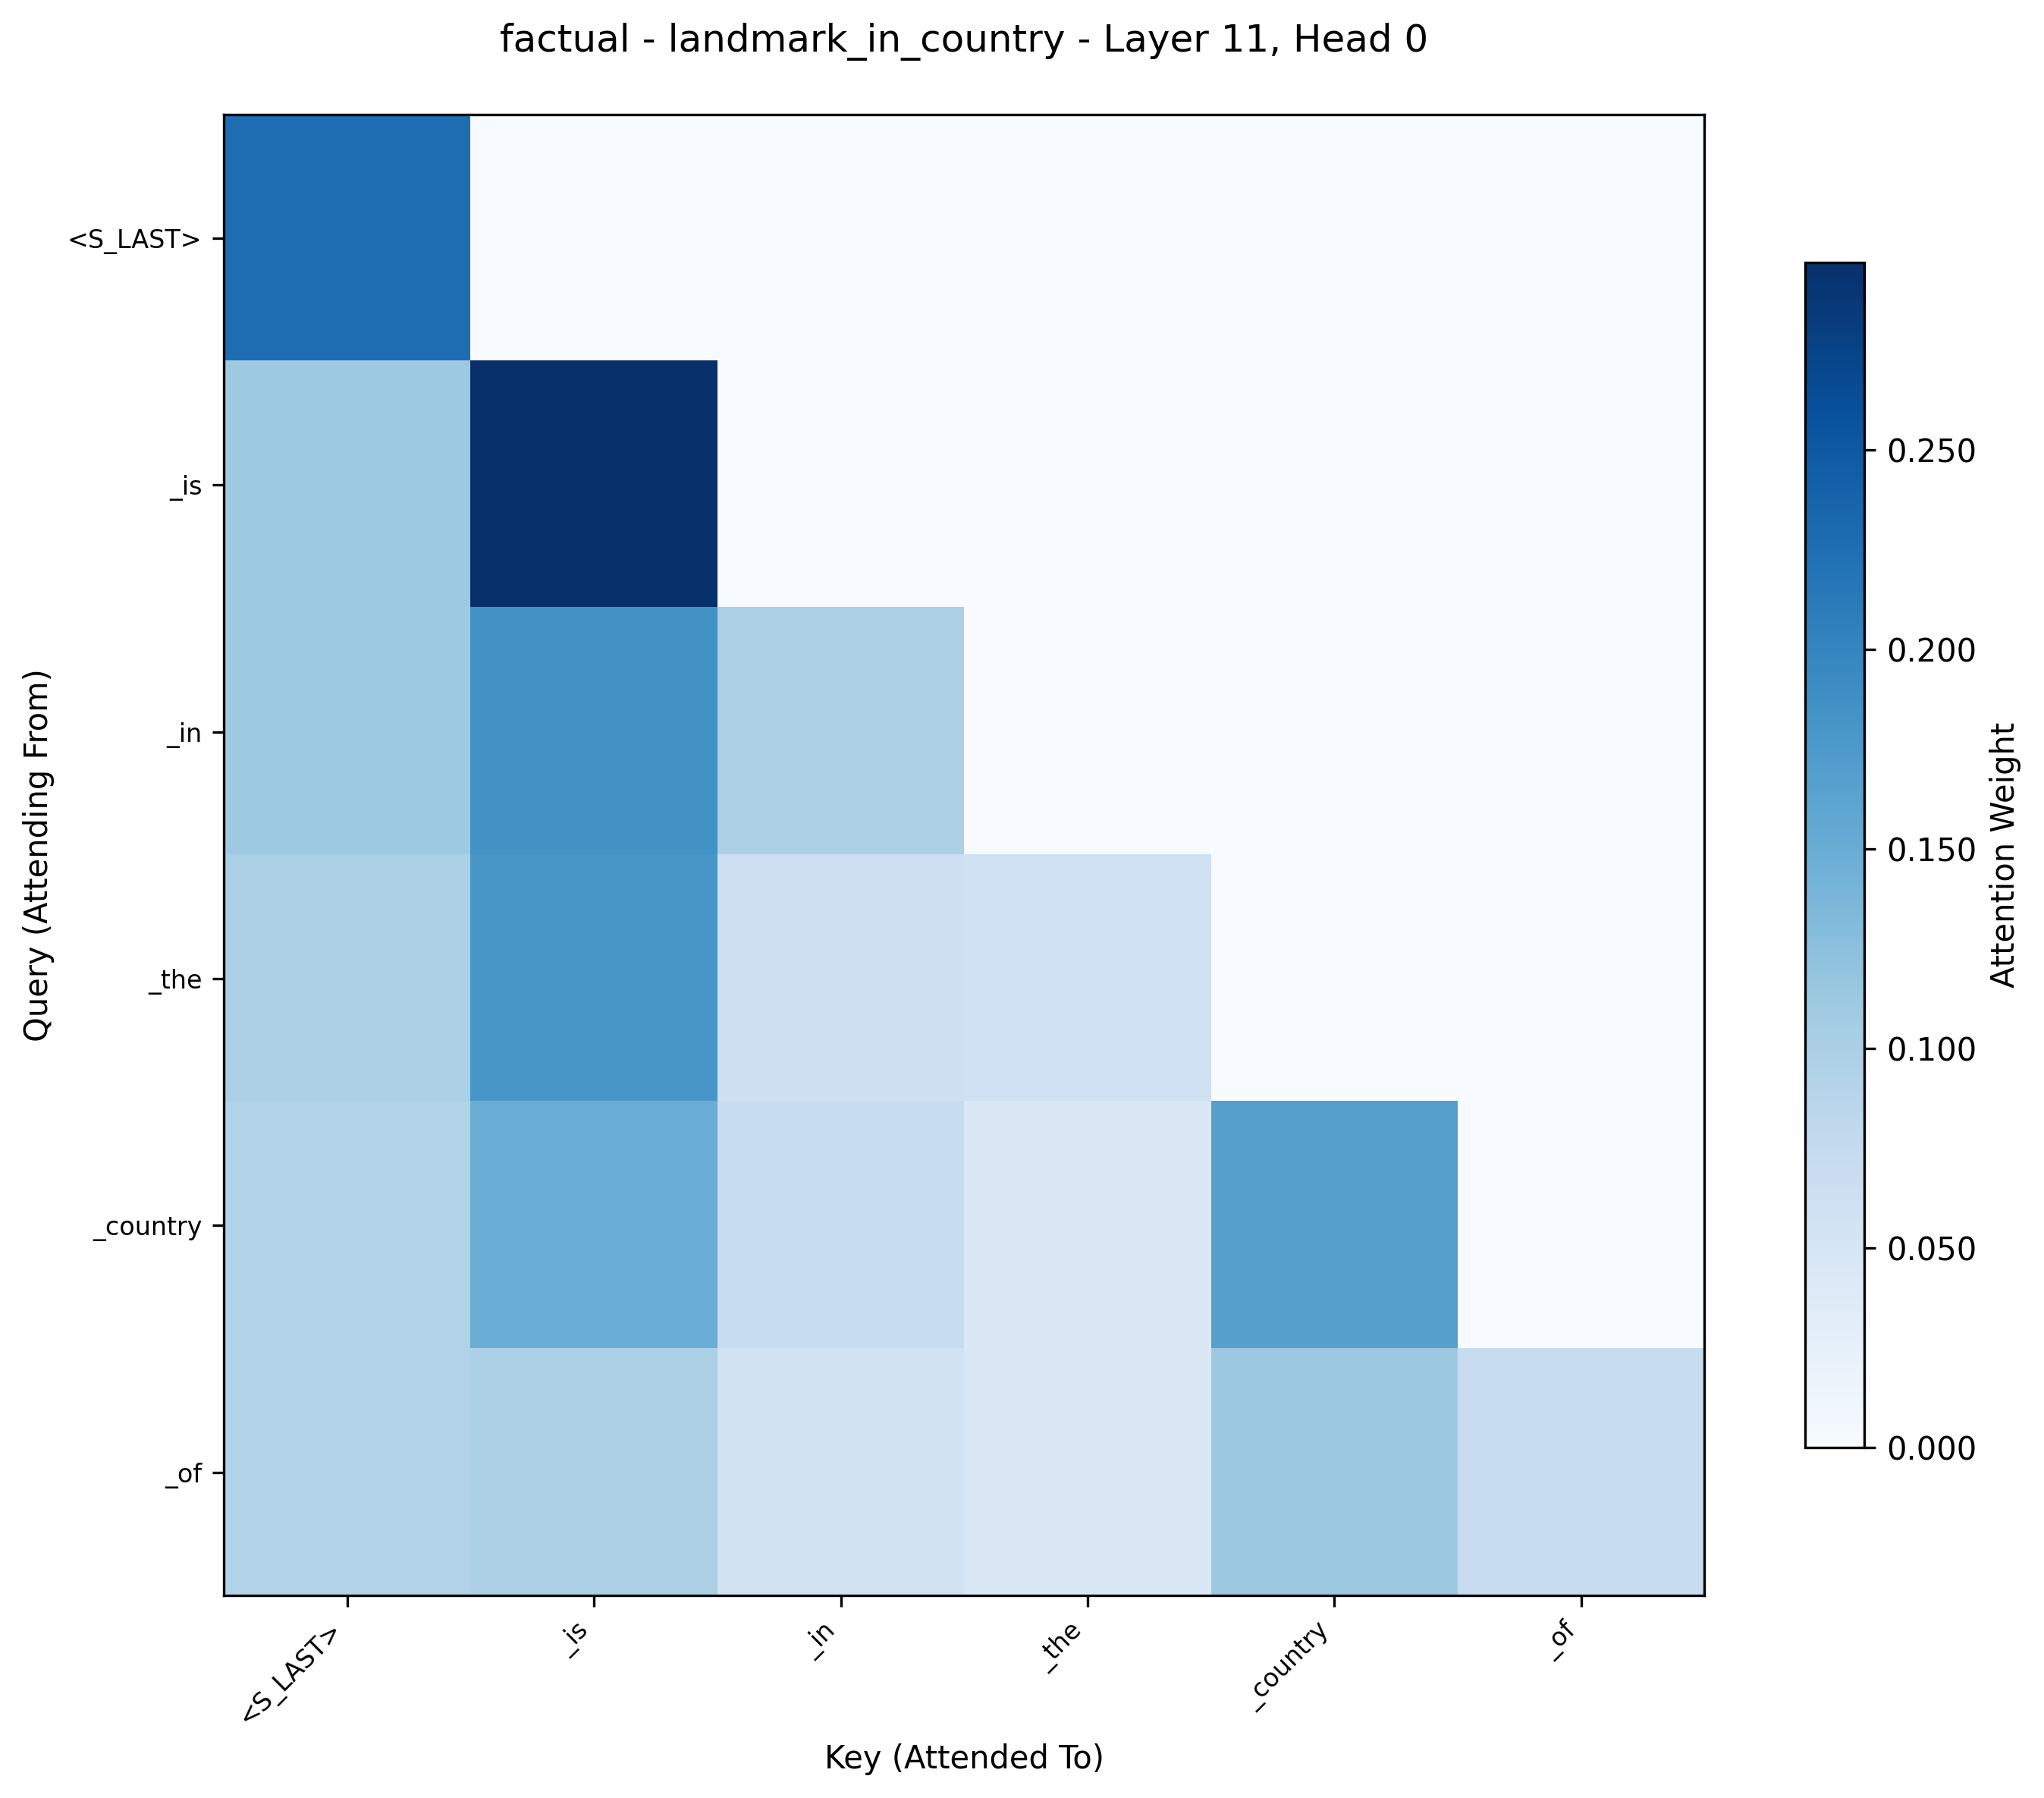 factual - landmark_in_country - Layer 11, Head 0
Query (Attending From)
<S_LAST>
_is
_in
_the
_country
_of
<S_LAST>
_is
_in
_the
_country
_of
Key (Attended To)
0.250
0.200
0.150
0.100
0.050
0.000
Attention Weight